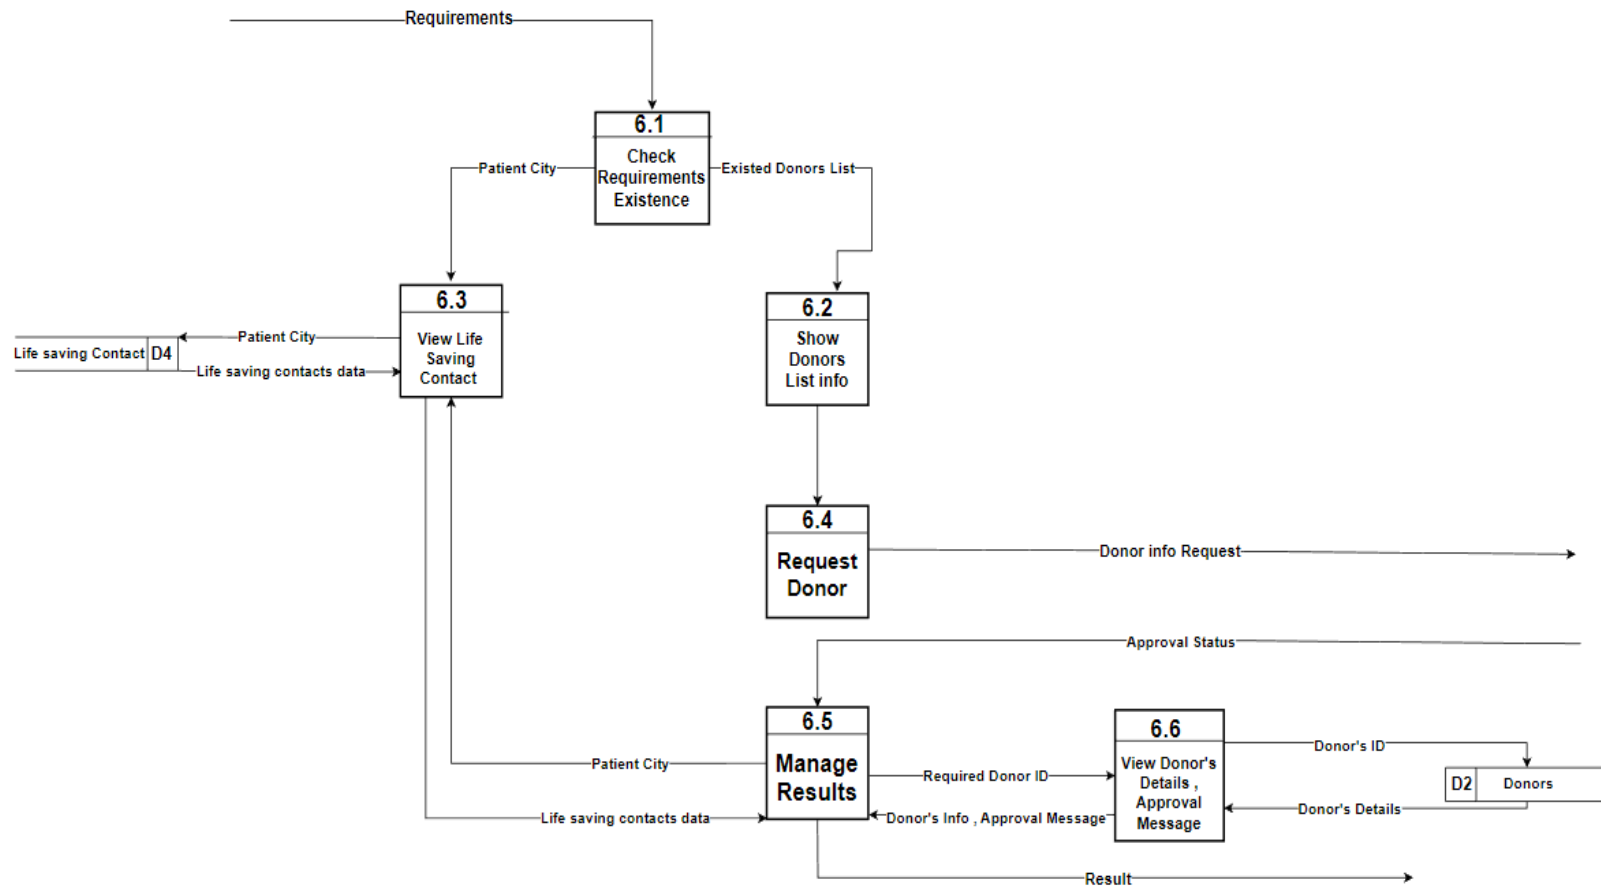 Requirements
6.1
Check
Requirements
Existence
Patient City
Existed Donors List
6.3
View Life
Saving
Contact
6.2
Show
Donors
List info
Patient City
Life saving Contact D4
Life saving contacts data
6.4
Request
Donor
Donor info Request
Approval Status
6.5
Manage
Results
6.6
View Donor's
Details ,
Approval
Message
Patient City
Required Donor ID
Donor's ID
D2 Donors
Life saving contacts data
Donor's Info , Approval Message
Donor's Details
Result